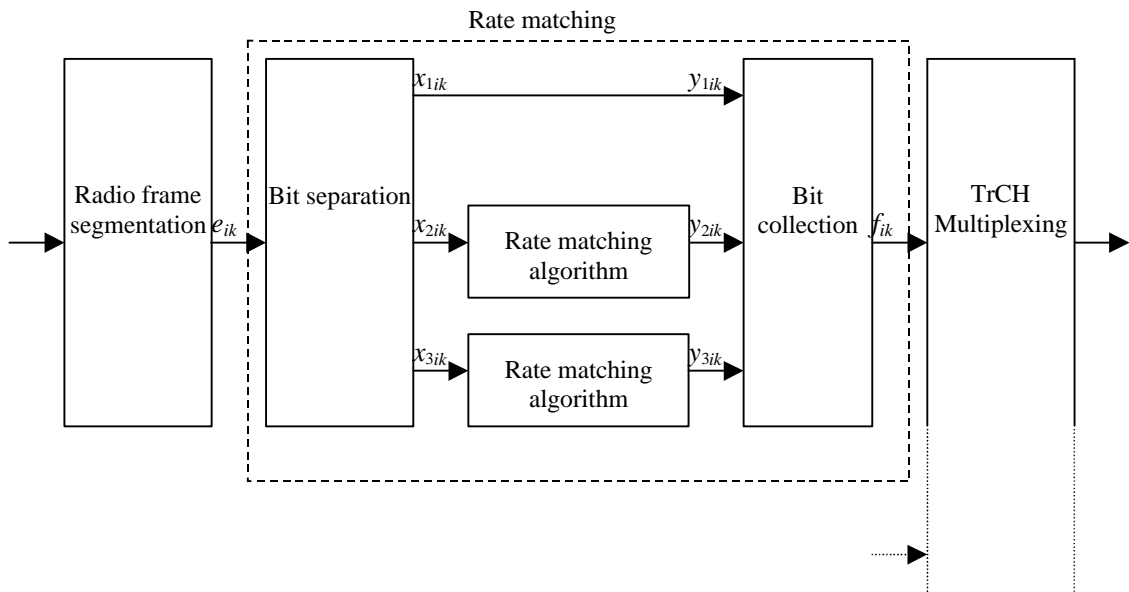 Rate matching
x1ik
y1ik
Radio frame
segmentation
eik
Bit separation
x2ik
Rate matching
algorithm
y2ik
x3ik
Rate matching
algorithm
y3ik
Bit
collection
fik
TrCH
Multiplexing